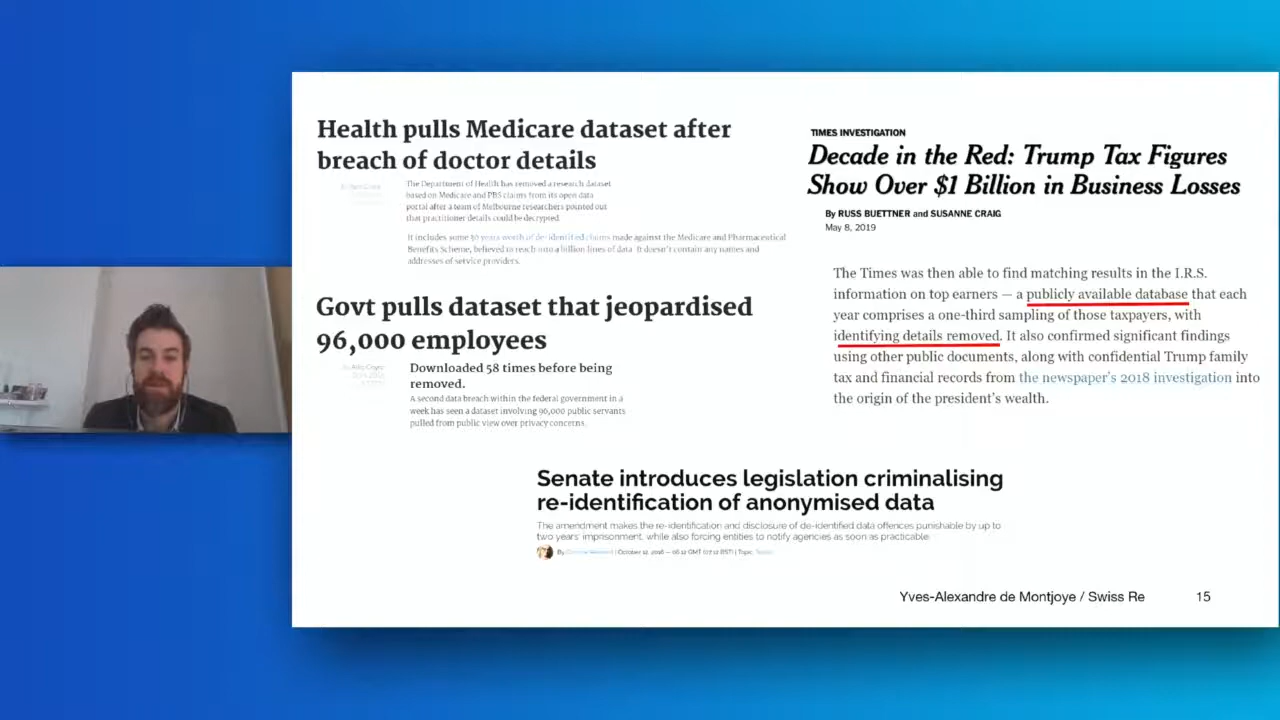 Health pulls Medicare dataset after
breach of doctor details
The Department of Health has removed a research dataset
based on Medicare and PBS claims from its open data
portal after a team of Melbourne researchers pointed out
that practitioner details could be decrypted.
It includes some 30 years worth of de-identified claims made against the Medicare and Pharmaceutical
Benefits Scheme, believed to reach into a billion lines of data. It doesn't contain any names and
addresses of service providers.
Govt pulls dataset that jeopardised
96,000 employees
Downloaded 58 times before being
removed.
A second data breach within the federal government in a
week has seen a dataset involving 96,000 public servants
pulled from public view over privacy concerns.
TIMES INVESTIGATION
Decade in the Red: Trump Tax Figures
Show Over $1 Billion in Business Losses
By RUSS BUETTNER and SUSANNE CRAIG
May 8, 2019
The Times was then able to find matching results in the I.R.S.
information on top earners — a publicly available database that each
year comprises a one-third sampling of those taxpayers, with
identifying details removed. It also confirmed significant findings
using other public documents, along with confidential Trump family
tax and financial records from the newspaper's 2018 investigation into
the origin of the president's wealth.
Senate introduces legislation criminalising
re-identification of anonymised data
The amendment makes the re-identification and disclosure of de-identified data offences punishable by up to
two years' imprisonment, while also forcing entities to notify agencies as soon as practicable.
By | October 12, 2016 -- 06:12 GMT (07:12 BST) | Topic:
Yves-Alexandre de Montjoye / Swiss Re
15